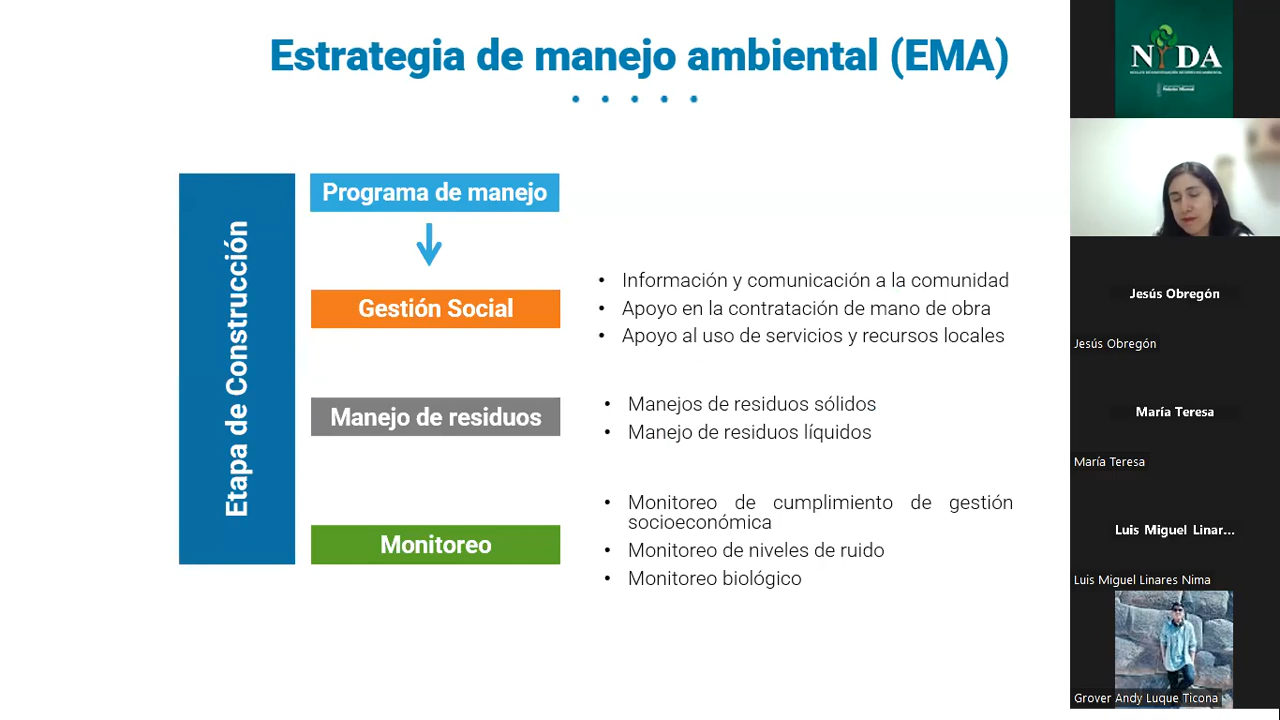 Estrategia de manejo ambiental (EMA)
Etapa de Construcción
Programa de manejo
Gestión Social
• Información y comunicación a la comunidad
• Apoyo en la contratación de mano de obra
• Apoyo al uso de servicios y recursos locales
Manejo de residuos
• Manejos de residuos sólidos
• Manejo de residuos líquidos
Monitoreo
• Monitoreo de cumplimiento de gestión
socioeconómica
• Monitoreo de niveles de ruido
• Monitoreo biológico
NIDA
Jesús Obregón
Jesús Obregón
María Teresa
María Teresa
Luis Miguel Linar...
Luis Miguel Linares Nima
Grover Andy Luque Ticona